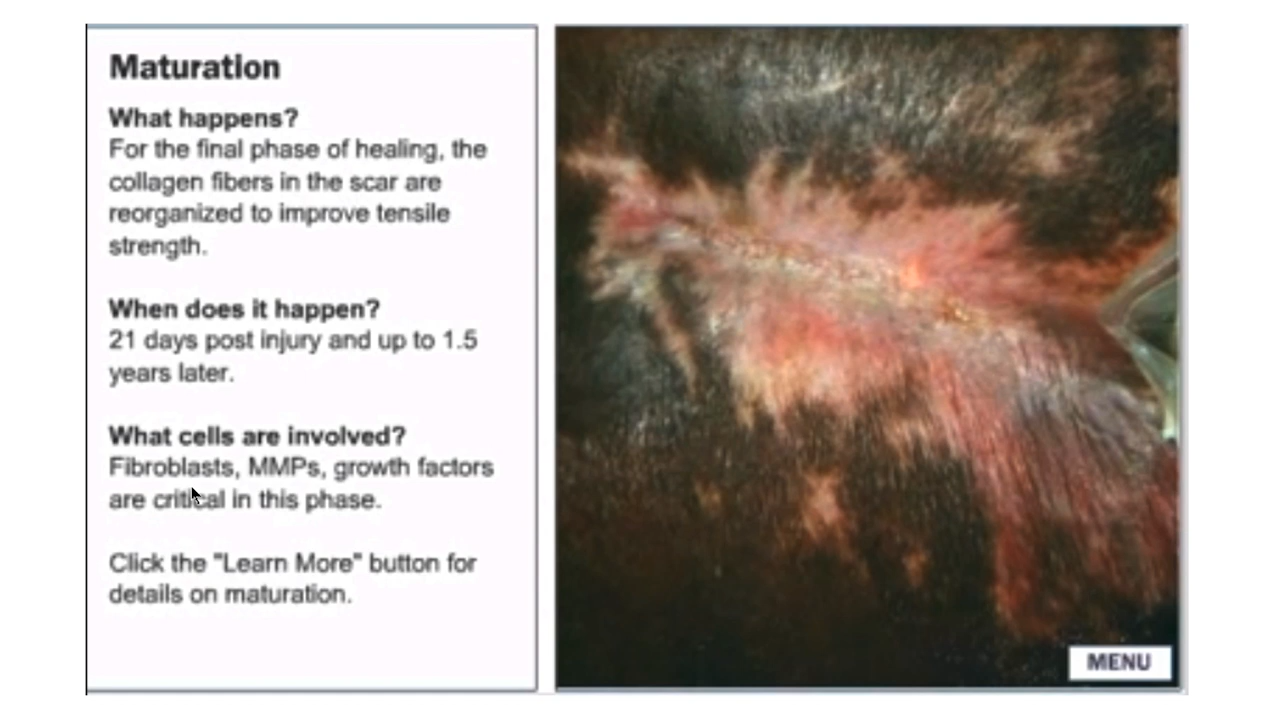 Maturation
What happens?
For the final phase of healing, the
collagen fibers in the scar are
reorganized to improve tensile
strength.
When does it happen?
21 days post injury and up to 1.5
years later.
What cells are involved?
Fibroblasts, MMPs, growth factors
are critical in this phase.
Click the "Learn More" button for
details on maturation.
MENU